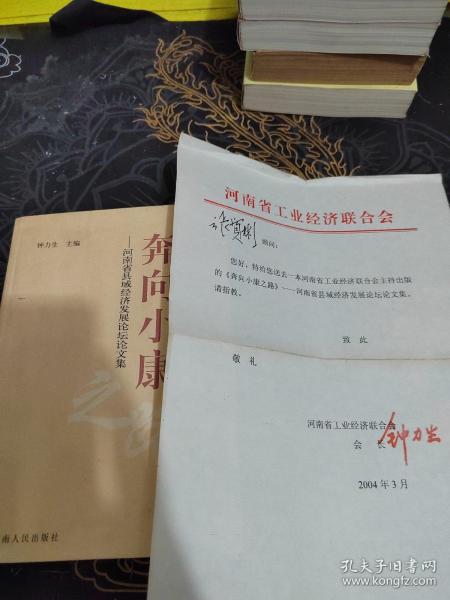 钟力生 主编
奔向小康
之路
——河南省县域经济发展论坛论文集
南人民出版社
河南省工业经济联合会
顾问:
您好,特给您送去一本河南省工业经济联合会主持出版
的《奔向小康之路》——河南省县域经济发展论坛论文集。
请指教。
致此
敬礼
河南省工业经济联合会
会长 钟力生
2004年3月
孔夫子旧书网
www.kongfz.com